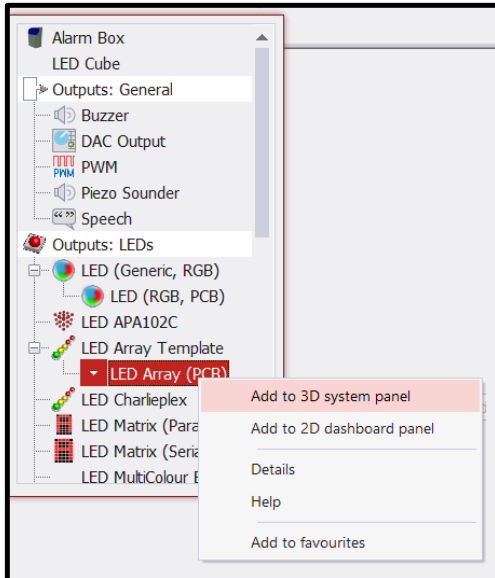 Alarm Box
LED Cube
Outputs: General
Buzzer
DAC Output
PWM
PWM
Piezo Sounder
Speech
Outputs: LEDs
LED (Generic, RGB)
LED (RGB, PCB)
LED APA102C
LED Array Template
LED Array (PCB)
LED Charlieplex
LED Matrix (Para
LED Matrix (Seria
LED MultiColour
Add to 3D system panel
Add to 2D dashboard panel
Details
Help
Add to favourites